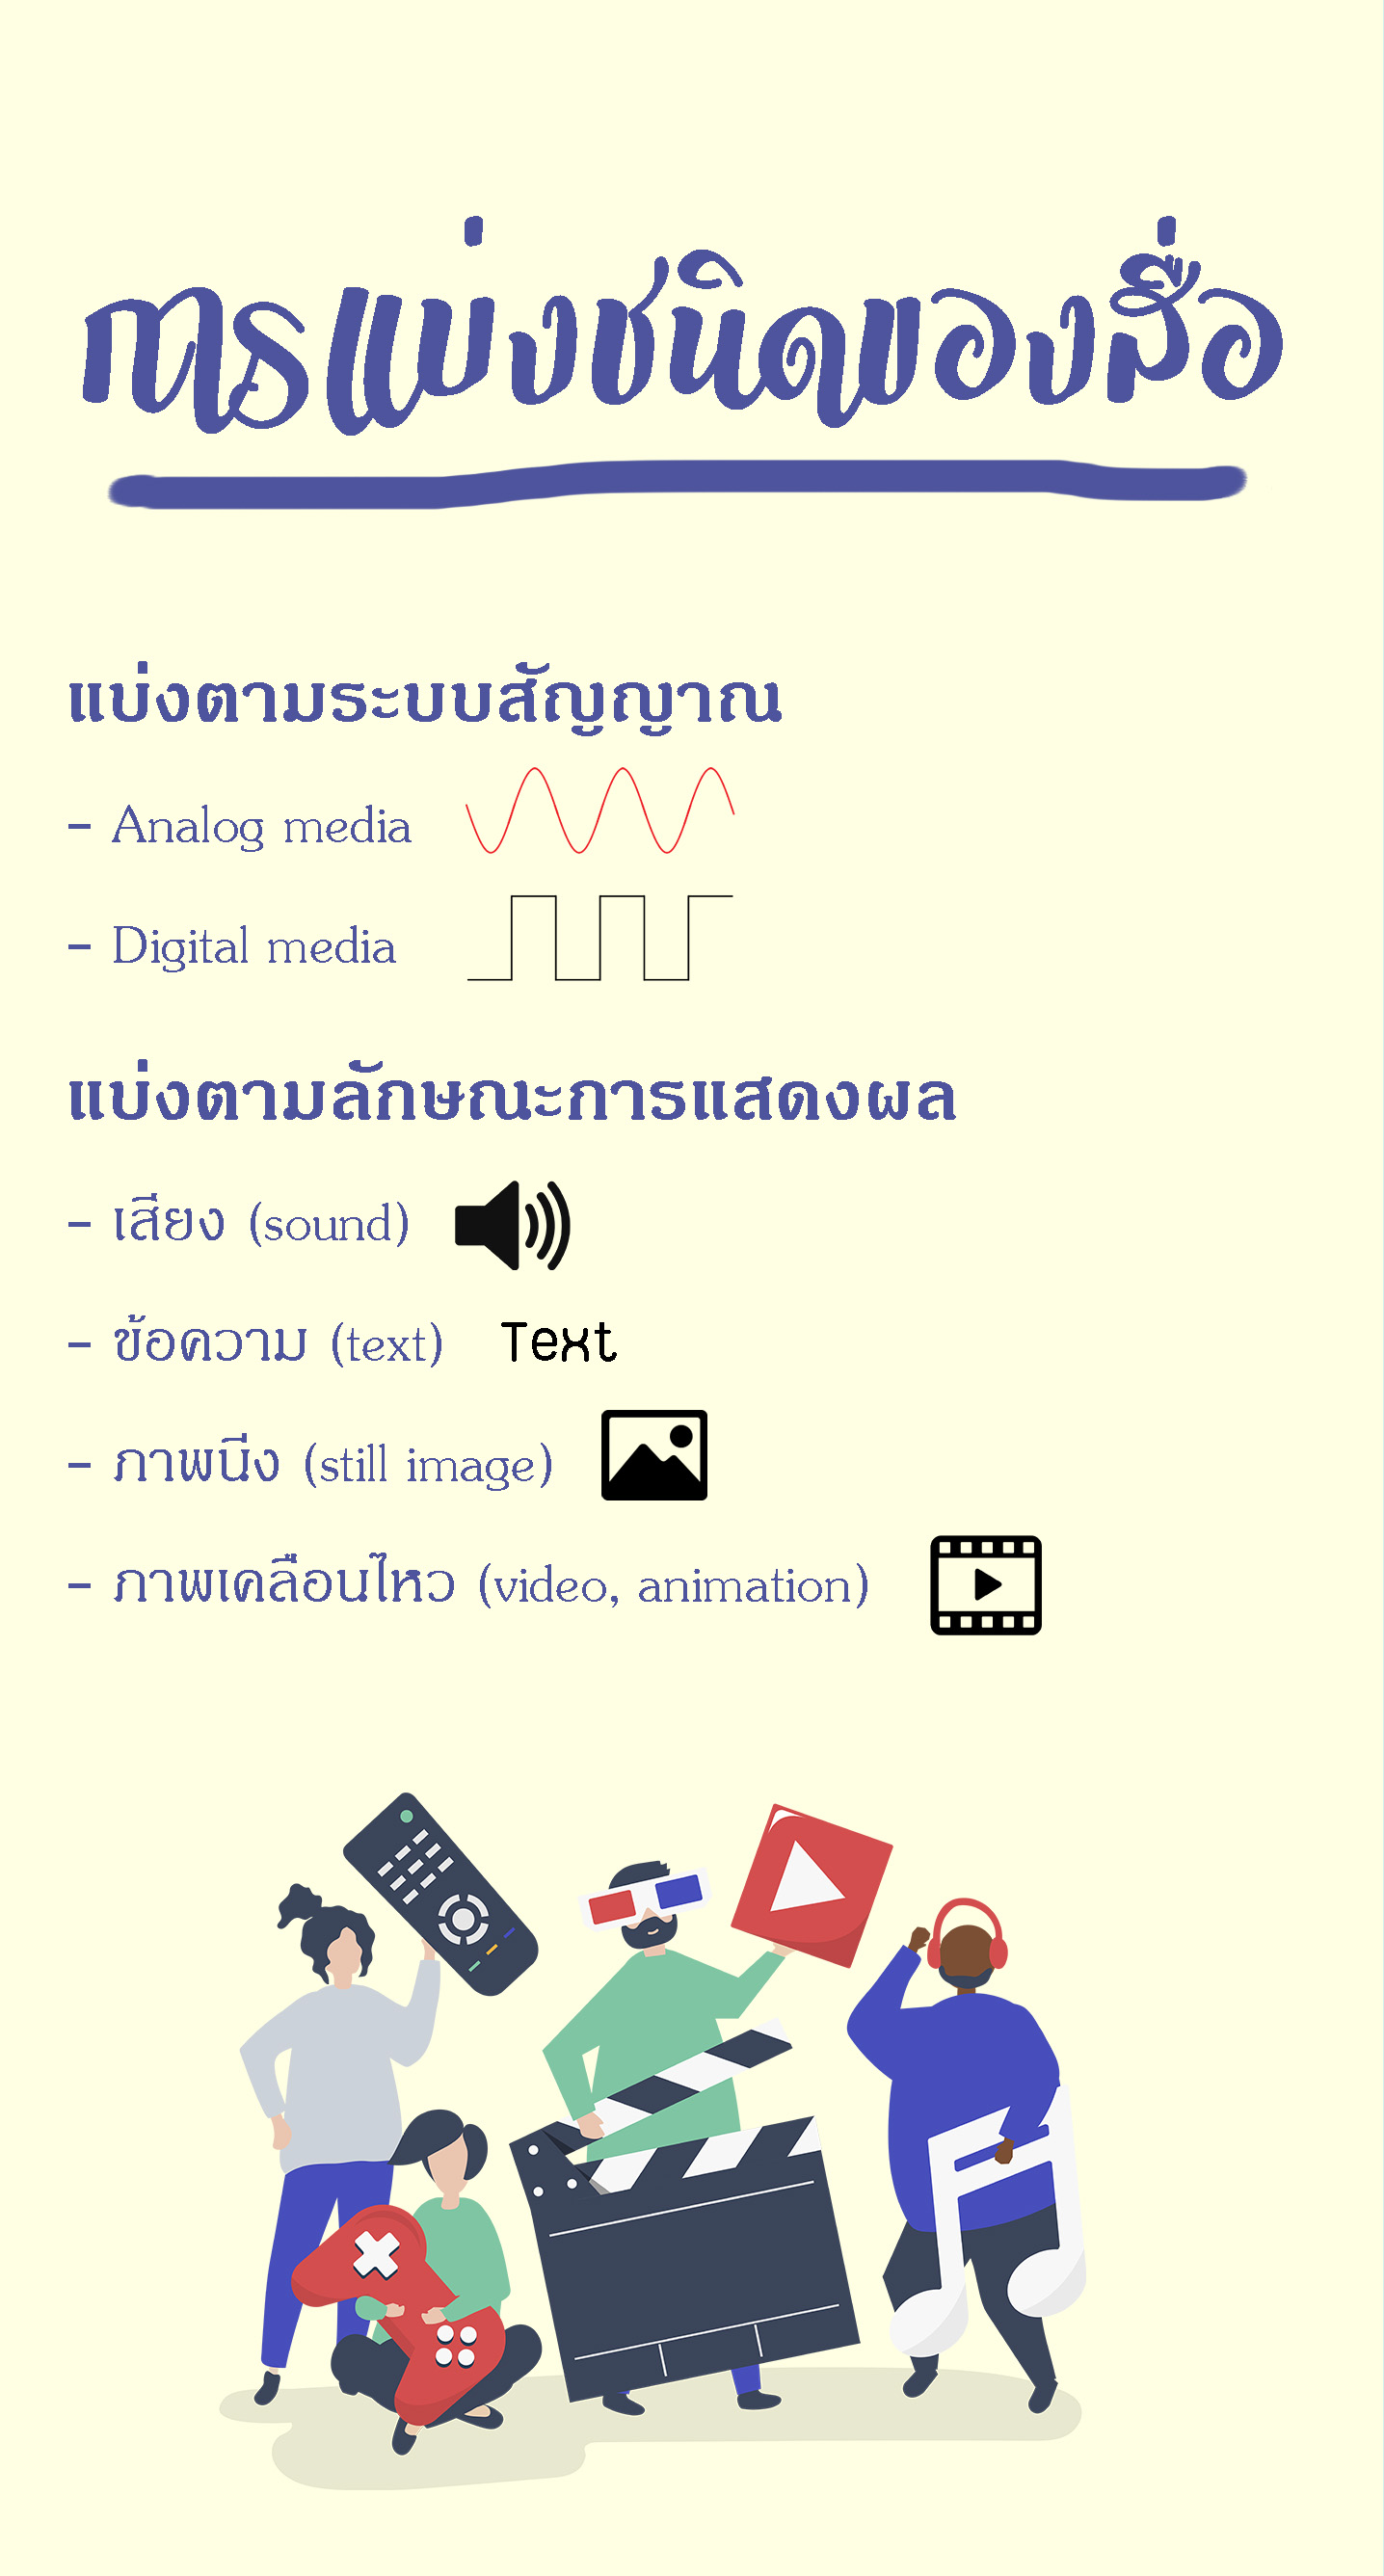 การแบ่งชนิดของสื่อ
แบ่งตามระบบสัญญาณ
- Analog media
- Digital media
แบ่งตามลักษณะการแสดงผล
- เสียง (sound)
- ข้อความ (text) Text
- ภาพนี่ง (still image)
- ภาพเคลื่อนไหว (video, animation)